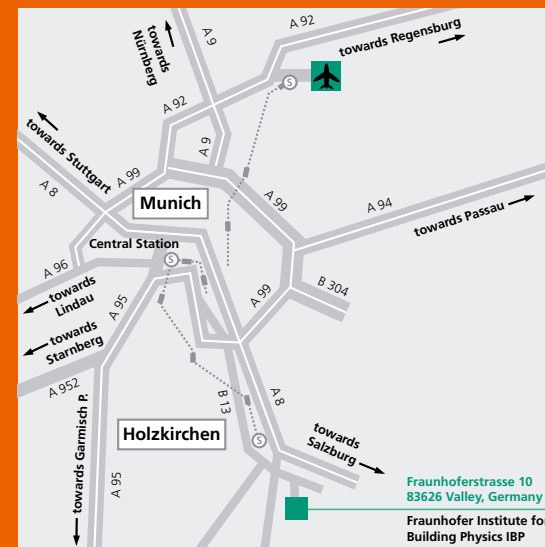 A 92
A 9
towards
Nürnberg
towards Regensburg
S
A 92
towards Stuttgart
A 9
A 99
A 8
Munich
A 99
A 94
towards Passau
Central Station
S
A 96
towards
Lindau
A 95
A 99
B 304
towards
Starnberg
A 952
B 13
A 8
Holzkirchen
S
towards
Salzburg
towards Garmisch P.
A 95
Fraunhoferstrasse 10
83626 Valley, Germany
Fraunhofer Institute for
Building Physics IBP